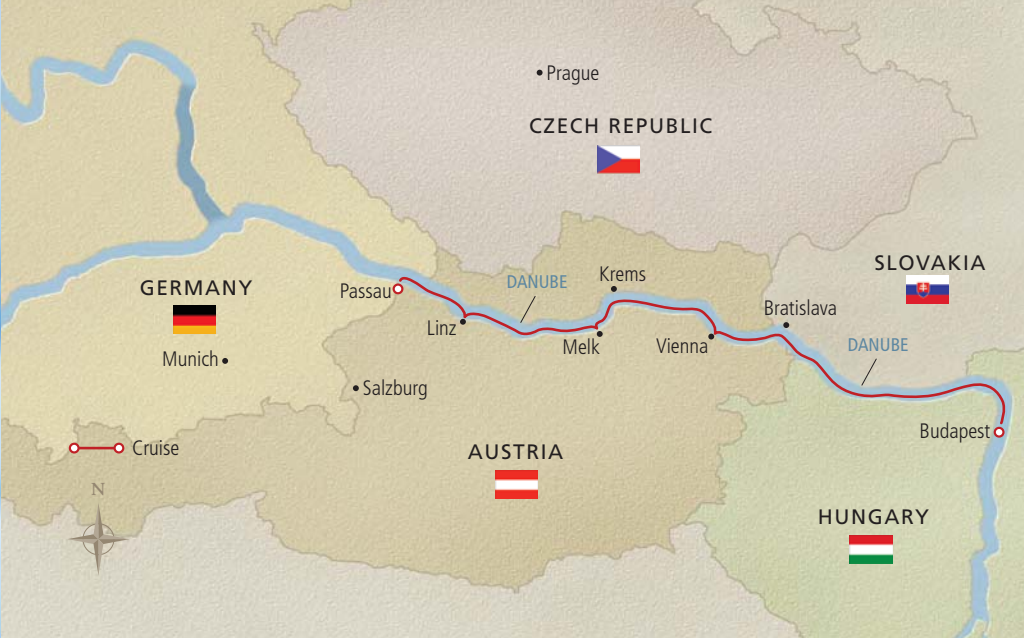 Prague
CZECH REPUBLIC
SLOVAKIA
Krems
DANUBE
GERMANY
Passau
Bratislava
Linz
DANUBE
Melk
Vienna
Munich
Salzburg
Budapest
Cruise
AUSTRIA
N
HUNGARY